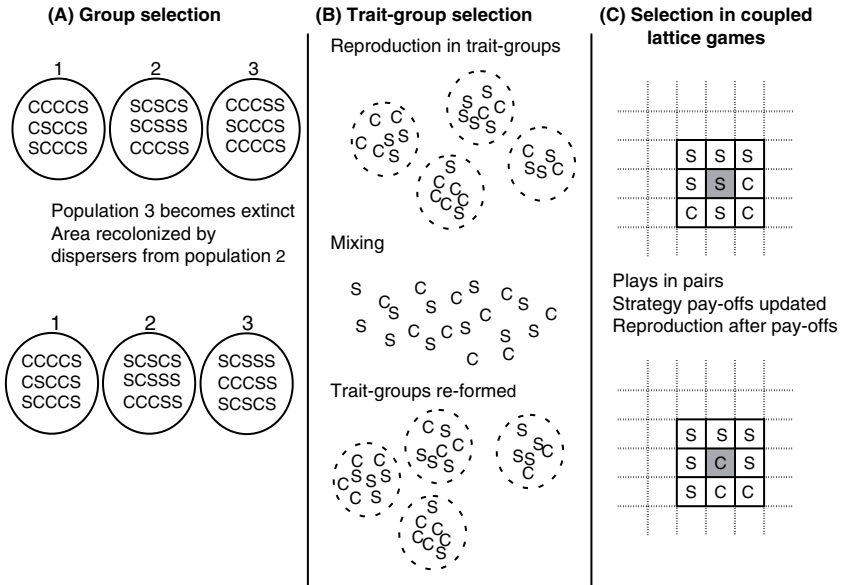 (A) Group selection
1 2 3
CCCCS SCSCS CCCSS
CSCCS SCSSS SCCCS
SCCCS CCCSS CCCCS
Population 3 becomes extinct
Area recolonized by
dispersers from population 2
1 2 3
CCCCS SCSCS SCSSS
CSCCS SCSSS CCCSS
SCCCS CCCSS SCSCS
(B) Trait-group selection
Reproduction in trait-groups
C C
C S S
C C S
S S
S C C
S S S
C S
S S C
S
C C
C C C
S
Mixing
S C C S C S
C S S C C C
S S C C S S S
S C C
Trait-groups re-formed
C C
C S S S
C S
C S
C C
S S S
S
S C
S S
C
S
C C
C C C
S
(C) Selection in coupled
lattice games
S S S
S S C
C S C
Plays in pairs
Strategy pay-offs updated
Reproduction after pay-offs
S S S
S C S
C C C